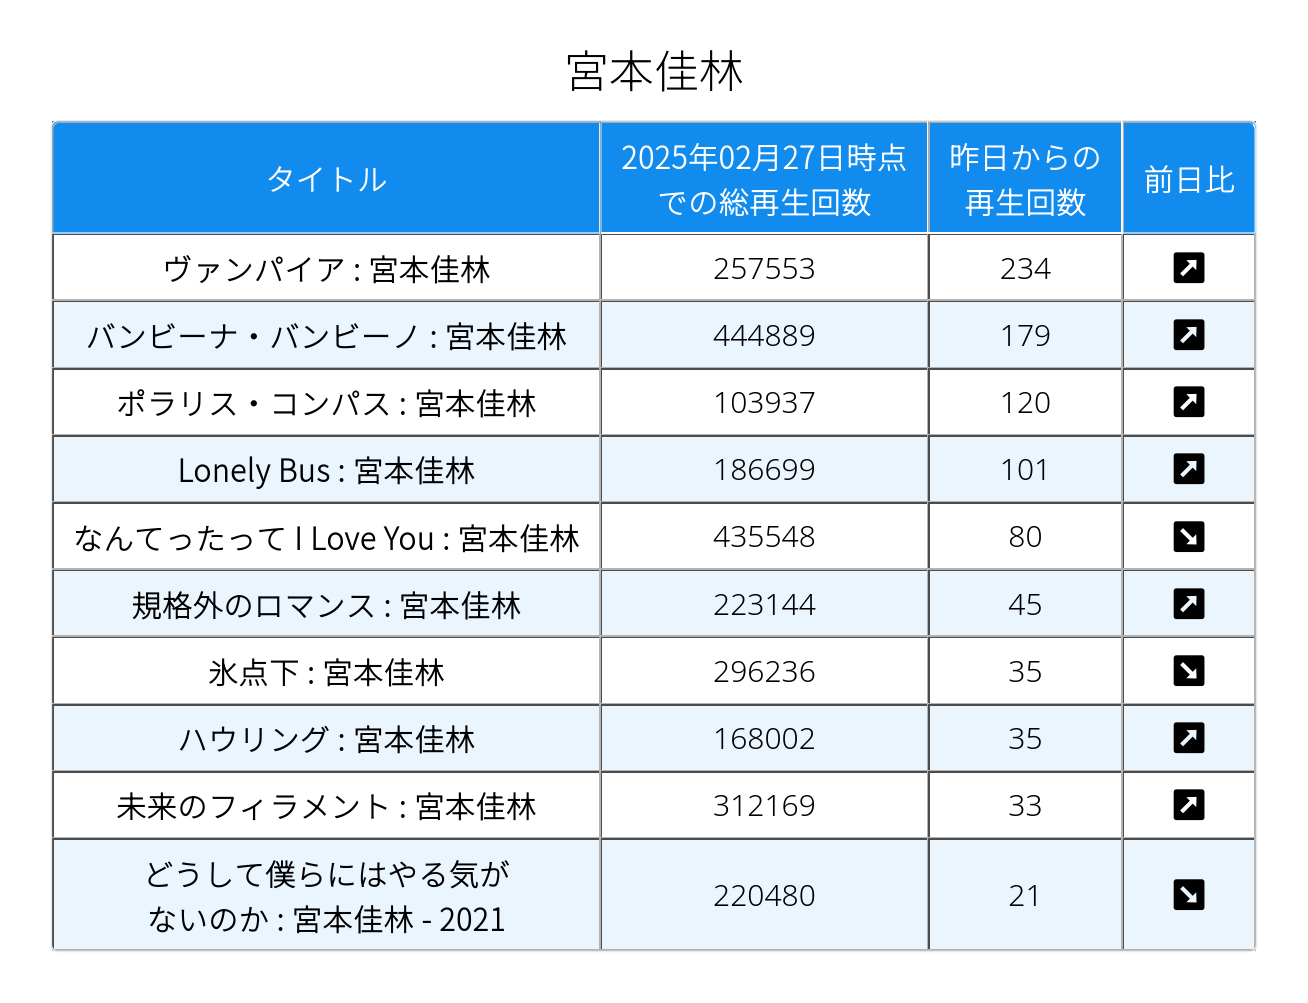 宮本佳林
タイトル
2025年02月27日時点
での総再生回数
昨日からの
再生回数
前日比
ヴァンパイア : 宮本佳林 257553 234 ↗
バンビーナ・バンビーノ : 宮本佳林 444889 179 ↗
ポラリス・コンパス : 宮本佳林 103937 120 ↗
Lonely Bus : 宮本佳林 186699 101 ↗
なんてったって I Love You : 宮本佳林 435548 80 ↘
規格外のロマンス : 宮本佳林 223144 45 ↗
氷点下 : 宮本佳林 296236 35 ↘
ハウリング : 宮本佳林 168002 35 ↗
未来のフィラメント : 宮本佳林 312169 33 ↗
どうして僕らにはやる気が
ないのか : 宮本佳林 - 2021 220480 21 ↘